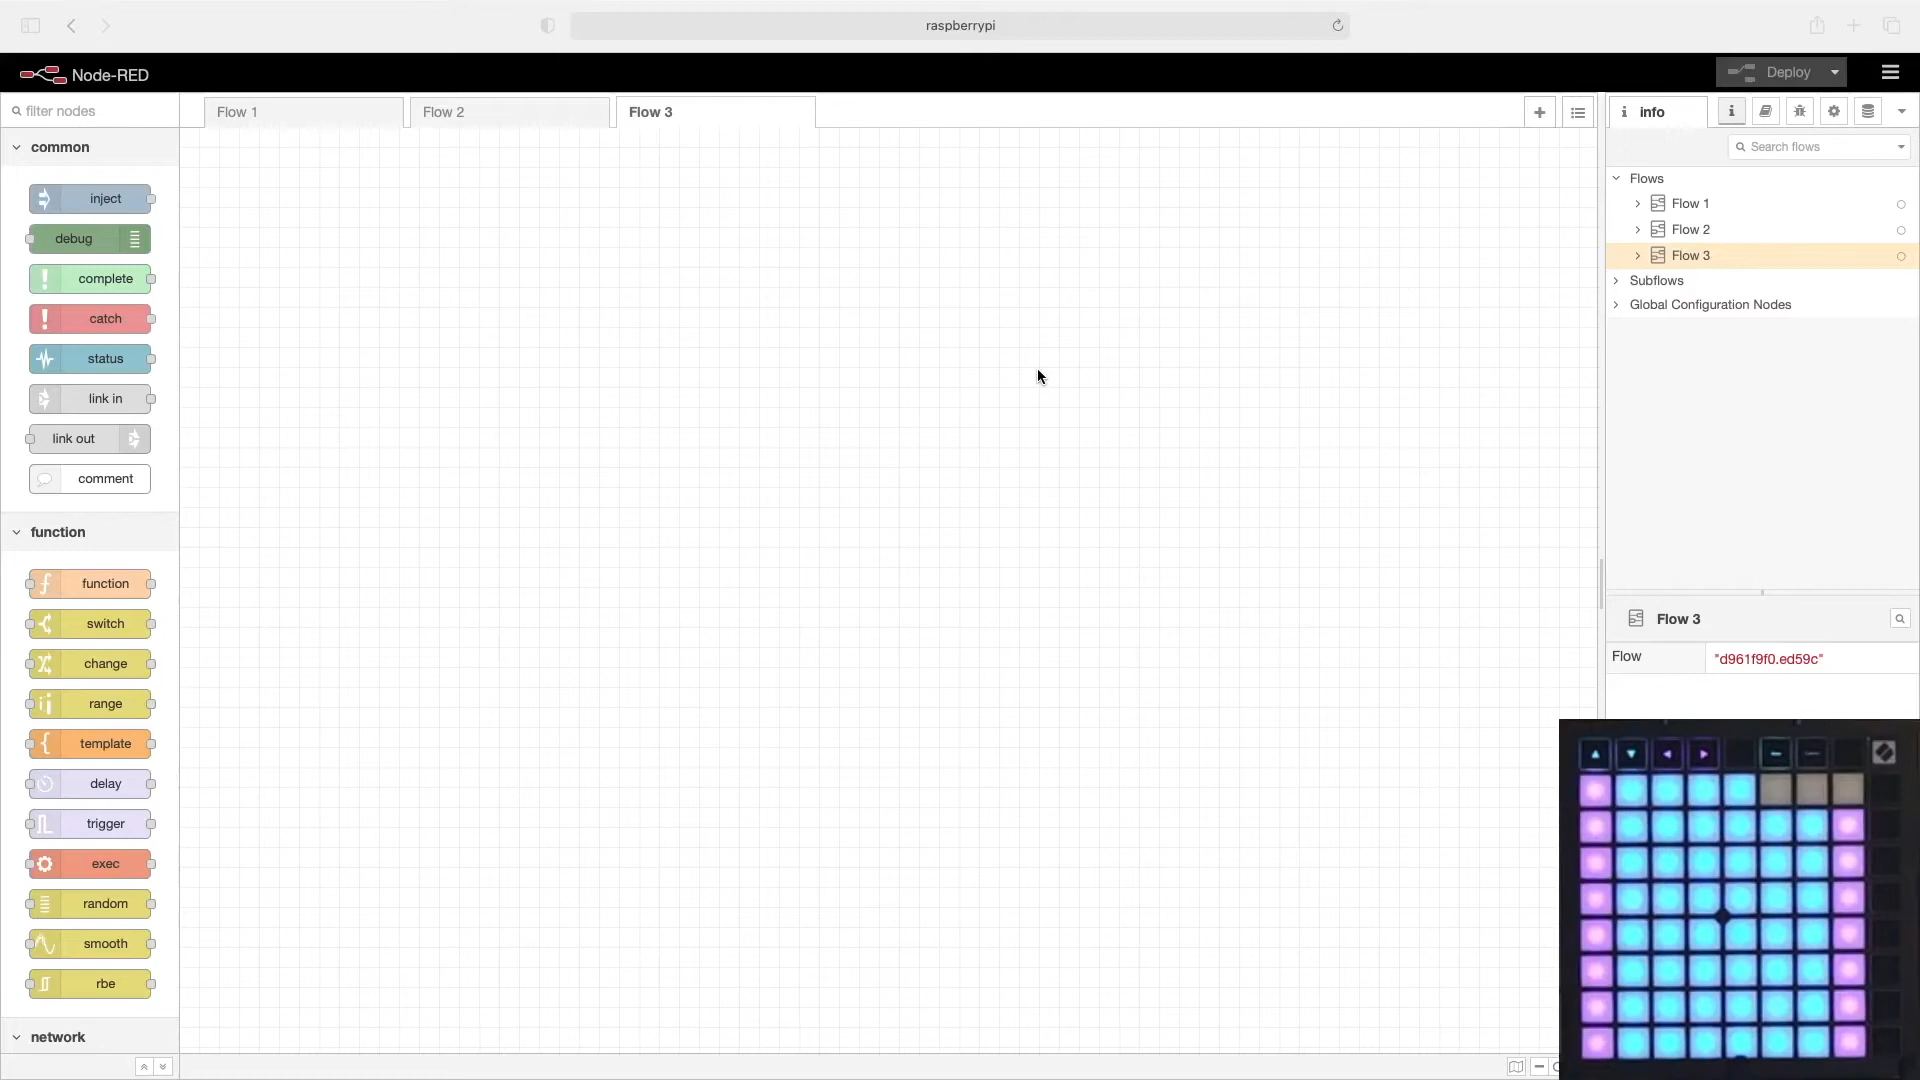 raspberrypi
Node-RED
Deploy
filter nodes
Flow 1
Flow 2
Flow 3
i info
i
common
Search flows
inject
debug
complete
catch
status
link in
link out
comment
Flows
Flow 1
Flow 2
Flow 3
Subflows
Global Configuration Nodes
function
function
switch
change
range
template
delay
trigger
exec
random
smooth
rbe
network
Flow 3
Flow
"d961f9f0.ed59c"